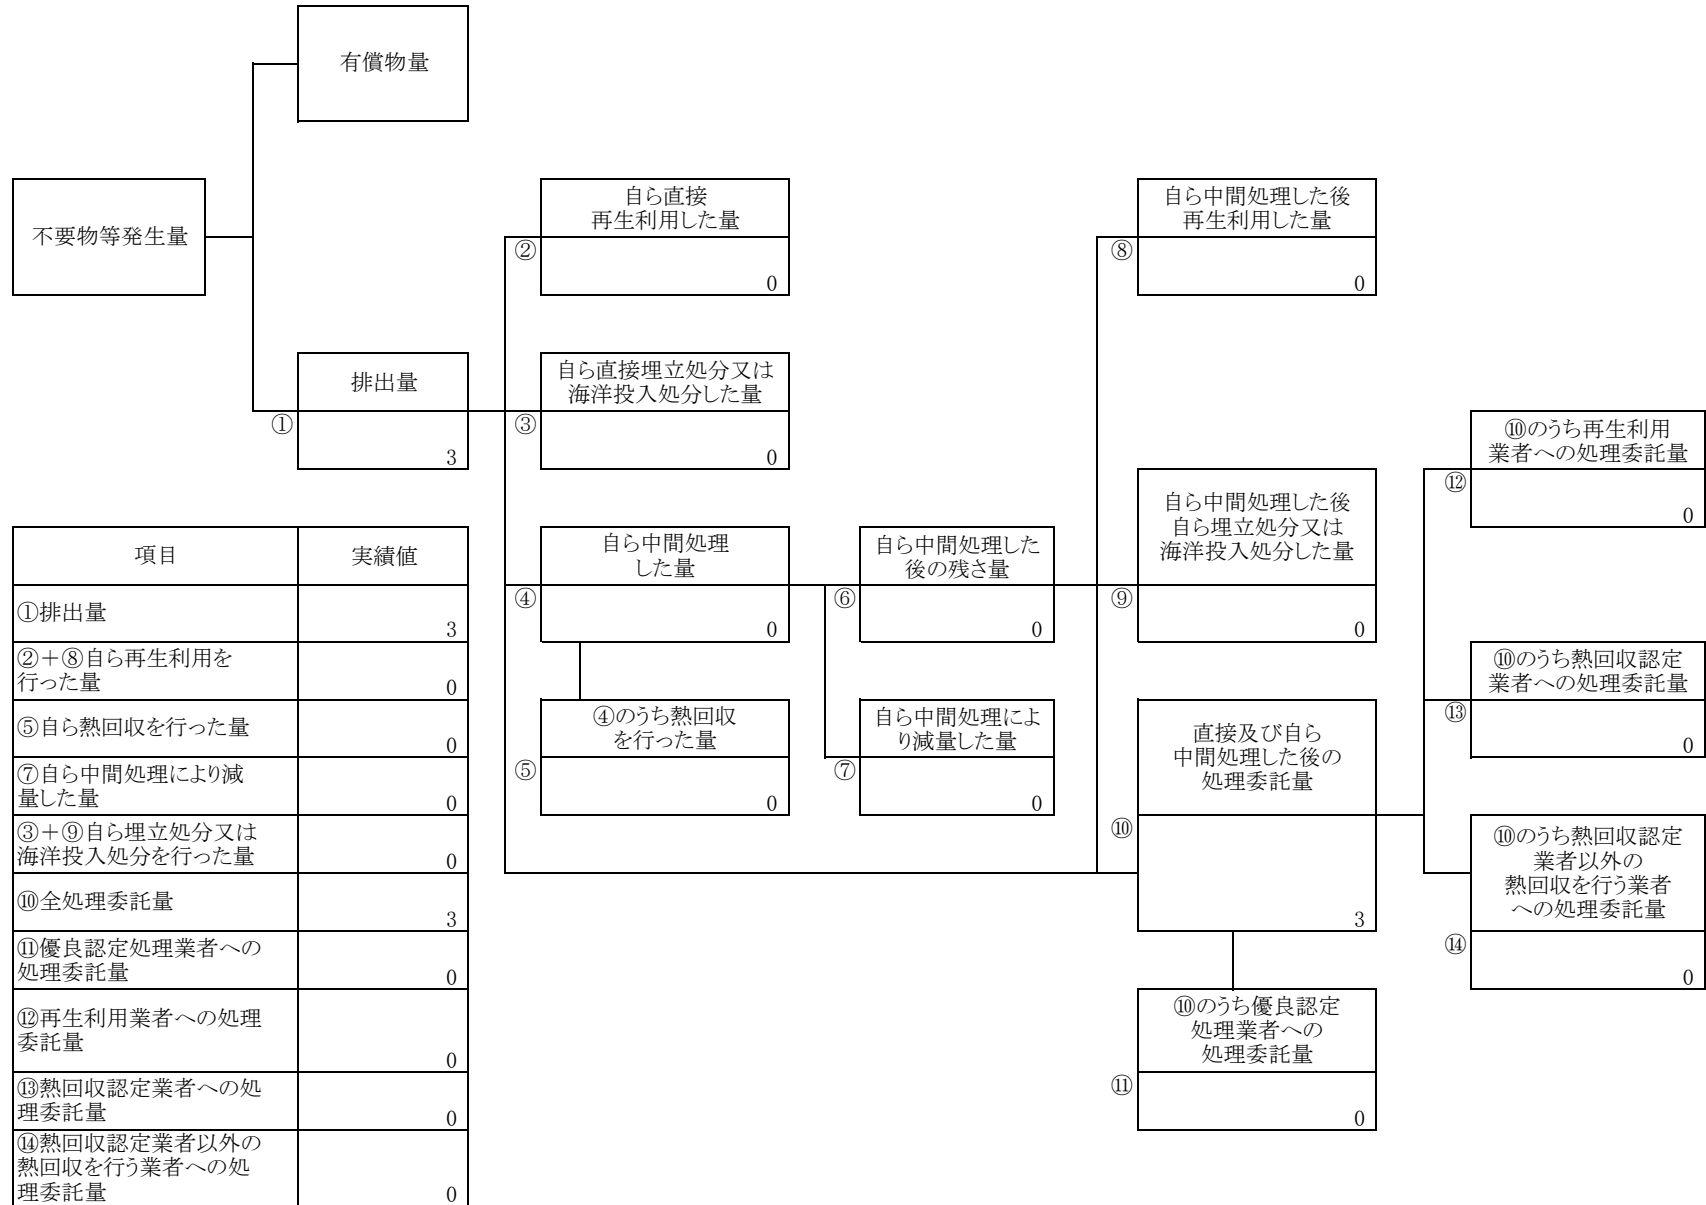 有償物量
不要物等発生量
自ら直接
再生利用した量
②
0
自ら中間処理した後
再生利用した量
⑧
0
排出量
①
3
自ら直接埋立処分又は
海洋投入処分した量
③
0
⑩のうち再生利用
業者への処理委託量
⑫
0
自ら中間処理
した量
④
0
自ら中間処理した
後の残さ量
⑥
0
自ら中間処理した後
自ら埋立処分又は
海洋投入処分した量
⑨
0
⑩のうち熱回収認定
業者への処理委託量
⑬
0
④のうち熱回収
を行った量
⑤
0
自ら中間処理によ
り減量した量
⑦
0
直接及び自ら
中間処理した後の
処理委託量
⑩
3
⑩のうち熱回収認定
業者以外の
熱回収を行う業者
への処理委託量
⑭
0
⑩のうち優良認定
処理業者への
処理委託量
⑪
0
項目 実績値
①排出量
3
②＋⑧自ら再生利用を
行った量
0
⑤自ら熱回収を行った量
0
⑦自ら中間処理により減
量した量
0
③＋⑨自ら埋立処分又は
海洋投入処分を行った量
0
⑩全処理委託量
3
⑪優良認定処理業者への
処理委託量
0
⑫再生利用業者への処理
委託量
0
⑬熱回収認定業者への処
理委託量
0
⑭熱回収認定業者以外の
熱回収を行う業者への処
理委託量
0